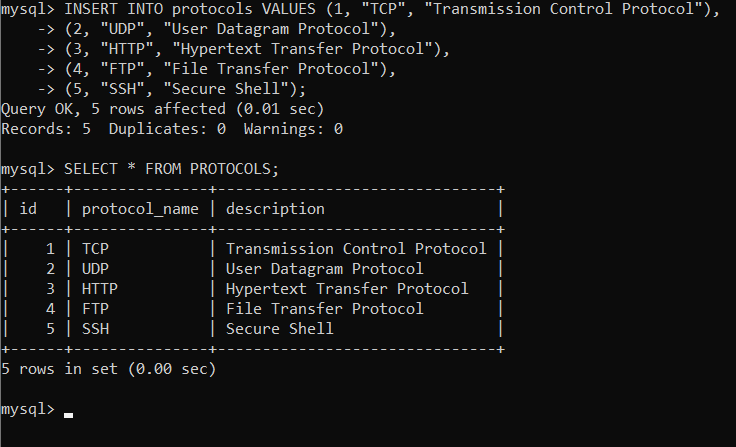 mysql> INSERT INTO protocols VALUES (1, "TCP", "Transmission Control Protocol"),
    -> (2, "UDP", "User Datagram Protocol"),
    -> (3, "HTTP", "Hypertext Transfer Protocol"),
    -> (4, "FTP", "File Transfer Protocol"),
    -> (5, "SSH", "Secure Shell");
Query OK, 5 rows affected (0.01 sec)
Records: 5  Duplicates: 0  Warnings: 0

mysql> SELECT * FROM PROTOCOLS;
+------+---------------+-------------------------------+
| id   | protocol_name | description                   |
+------+---------------+-------------------------------+
|    1 | TCP           | Transmission Control Protocol |
|    2 | UDP           | User Datagram Protocol        |
|    3 | HTTP          | Hypertext Transfer Protocol   |
|    4 | FTP           | File Transfer Protocol        |
|    5 | SSH           | Secure Shell                  |
+------+---------------+-------------------------------+
5 rows in set (0.00 sec)

mysql>